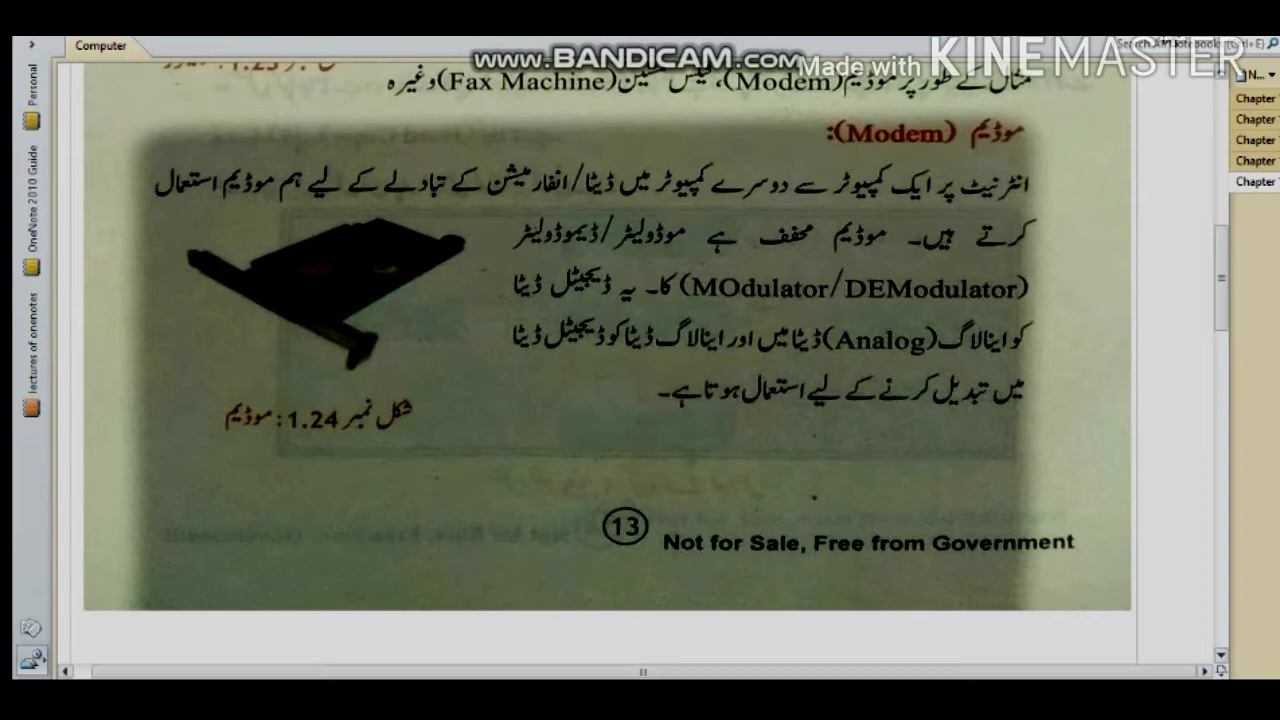 Computer
www.BANDICAM.com
Made with KINEMASTER
Search All Notebooks (Ctrl+E)
Personal
OneNote 2010 Guide
lectures of onenotes
N...
Chapter
Chapter
Chapter
Chapter
Chapter
مثال کے طور پر موڈیم (Modem)، فیکس مشین (Fax Machine) وغیرہ
موڈیم (Modem):
انٹرنیٹ پر ایک کمپیوٹر سے دوسرے کمپیوٹر میں ڈیٹا/انفارمیشن کے تبادلے کے لیے ہم موڈیم استعمال
کرتے ہیں۔ موڈیم مخفف ہے موڈولیٹر/ڈیموڈولیٹر
(MOdulator/DEModulator) کا۔ یہ ڈیجیٹل ڈیٹا
کو اینالاگ (Analog) ڈیٹا میں اور اینالاگ ڈیٹا کو ڈیجیٹل ڈیٹا
میں تبدیل کرنے کے لیے استعمال ہوتا ہے۔
شکل نمبر 1.24: موڈیم
13
Not for Sale, Free from Government